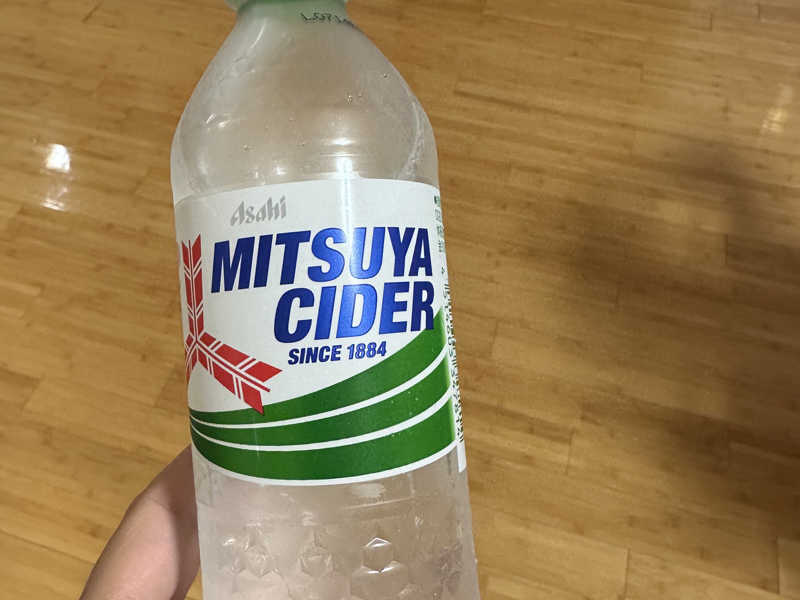 Asahi
MITSUYA
CIDER
SINCE 1884